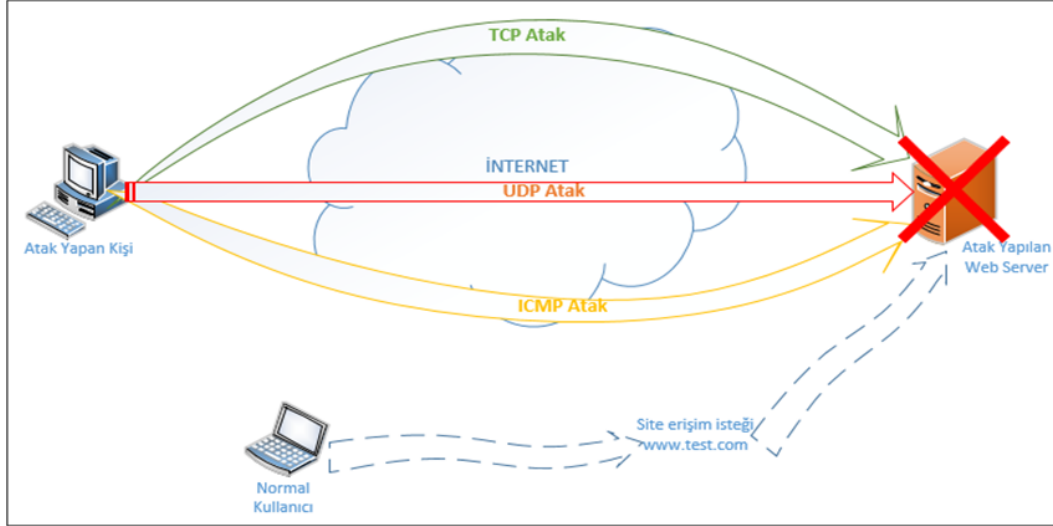 TCP Atak
İNTERNET
UDP Atak
Atak Yapan Kişi
Atak Yapılan
Web Server
ICMP Atak
Site erişim isteği
www.test.com
Normal
Kullanıcı